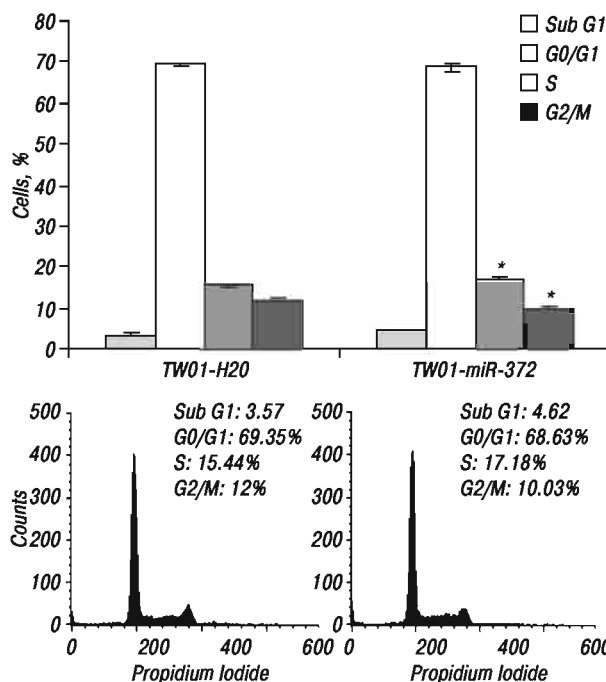 Sub G1
G0/G1
S
G2/M
Cells, %
80
70
60
50
40
30
20
10
0
*
*
TW01-H20
TW01-miR-372
Counts
500
400
300
200
100
0
Sub G1: 3.57
G0/G1: 69.35%
S: 15.44%
G2/M: 12%
0 200 400 600
Propidium Iodide
500
400
300
200
100
0
Sub G1: 4.62
G0/G1: 68.63%
S: 17.18%
G2/M: 10.03%
0 200 400 600
Propidium Iodide